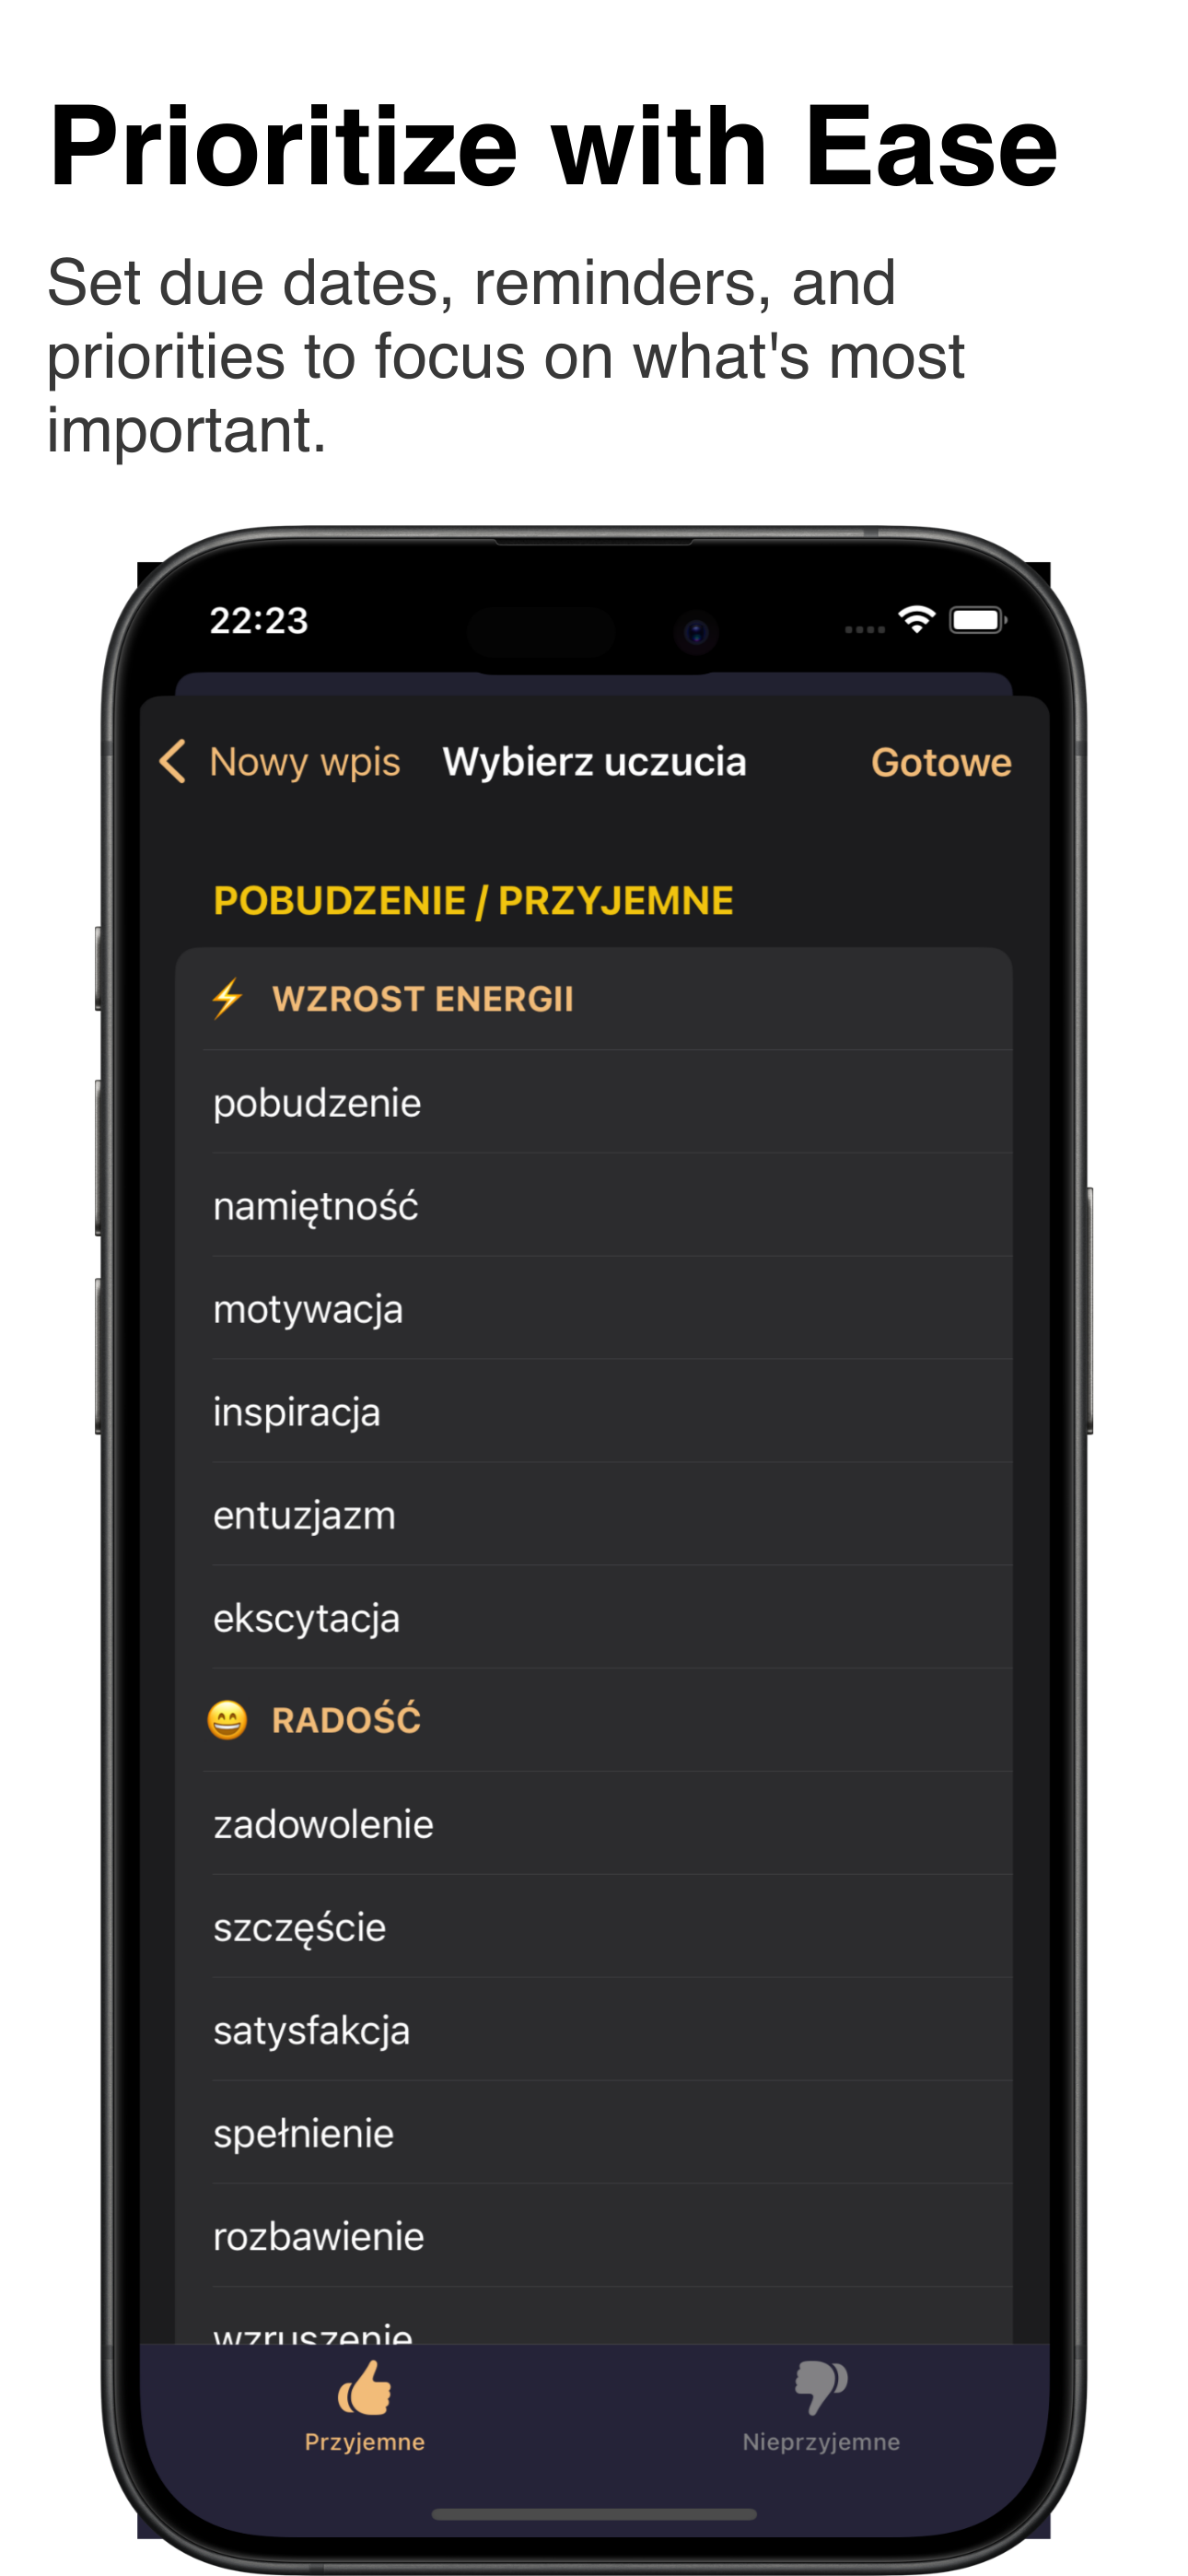 Prioritize with Ease
Set due dates, reminders, and
priorities to focus on what's most
important.
22:23
Nowy wpis Wybierz uczucia Gotowe
POBUDZENIE / PRZYJEMNE
⚡ WZROST ENERGII
pobudzenie
namiętność
motywacja
inspiracja
entuzjazm
ekscytacja
😄 RADOŚĆ
zadowolenie
szczęście
satysfakcja
spełnienie
rozbawienie
wzruszenie
Przyjemne Nieprzyjemne